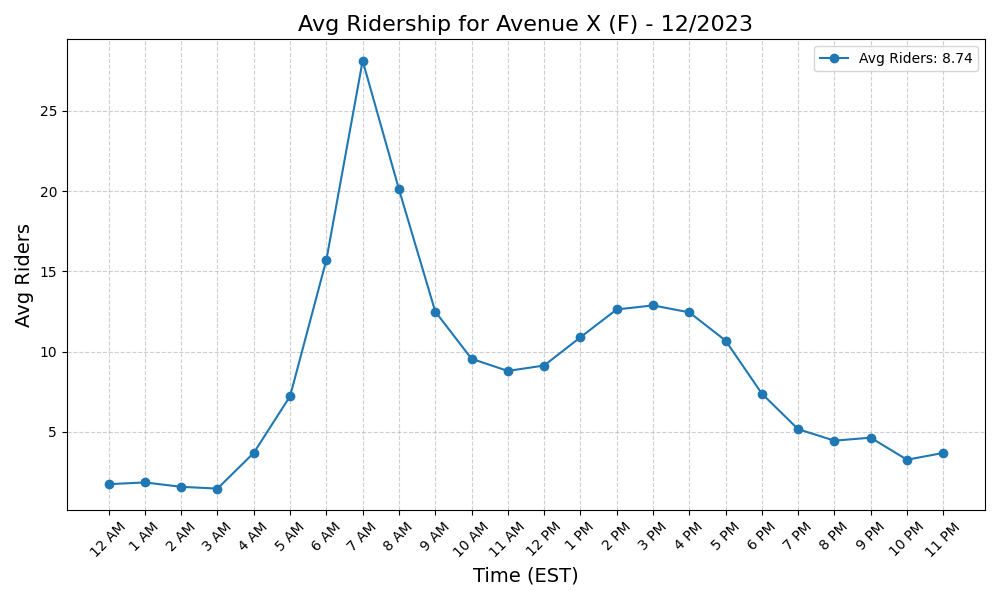 Avg Ridership for Avenue X (F) - 12/2023
Avg Riders: 8.74
Avg Riders
25
20
15
10
5
12 AM
1 AM
2 AM
3 AM
4 AM
5 AM
6 AM
7 AM
8 AM
9 AM
10 AM
11 AM
12 PM
1 PM
2 PM
3 PM
4 PM
5 PM
6 PM
7 PM
8 PM
9 PM
10 PM
11 PM
Time (EST)